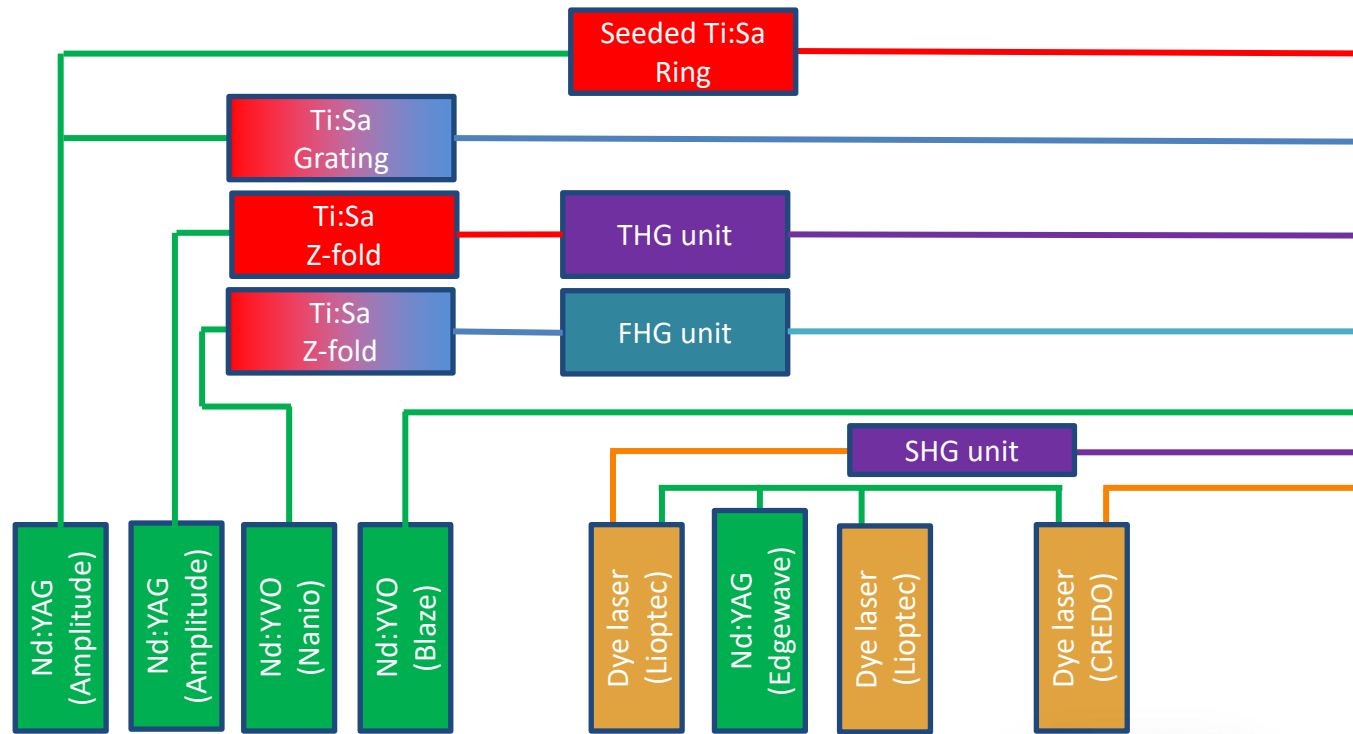 Seeded Ti:Sa
Ring
Ti:Sa
Grating
Ti:Sa
Z-fold
THG unit
Ti:Sa
Z-fold
FHG unit
SHG unit
Nd:YAG
(Amplitude)
Nd:YAG
(Amplitude)
Nd:YVO
(Nanio)
Nd:YVO
(Blaze)
Dye laser
(Lioptec)
Nd:YAG
(Edgewave)
Dye laser
(Lioptec)
Dye laser
(CREDO)